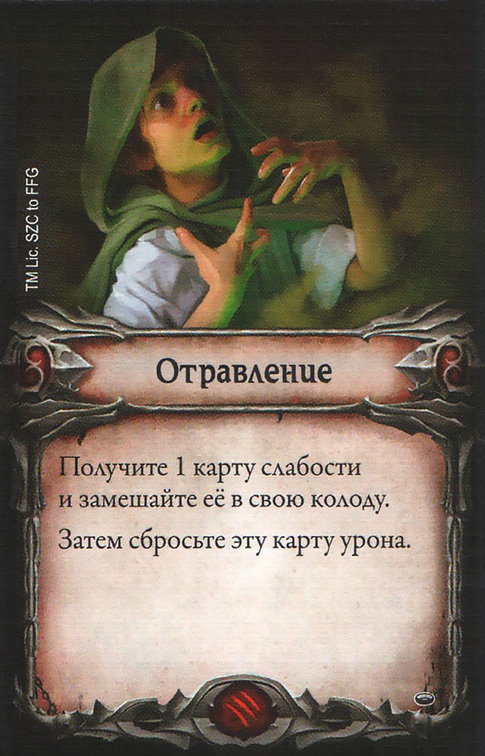 TM Lic. SZC to FFG
Отравление
Получите 1 карту слабости
и замешайте её в свою колоду.
Затем сбросьте эту карту урона.